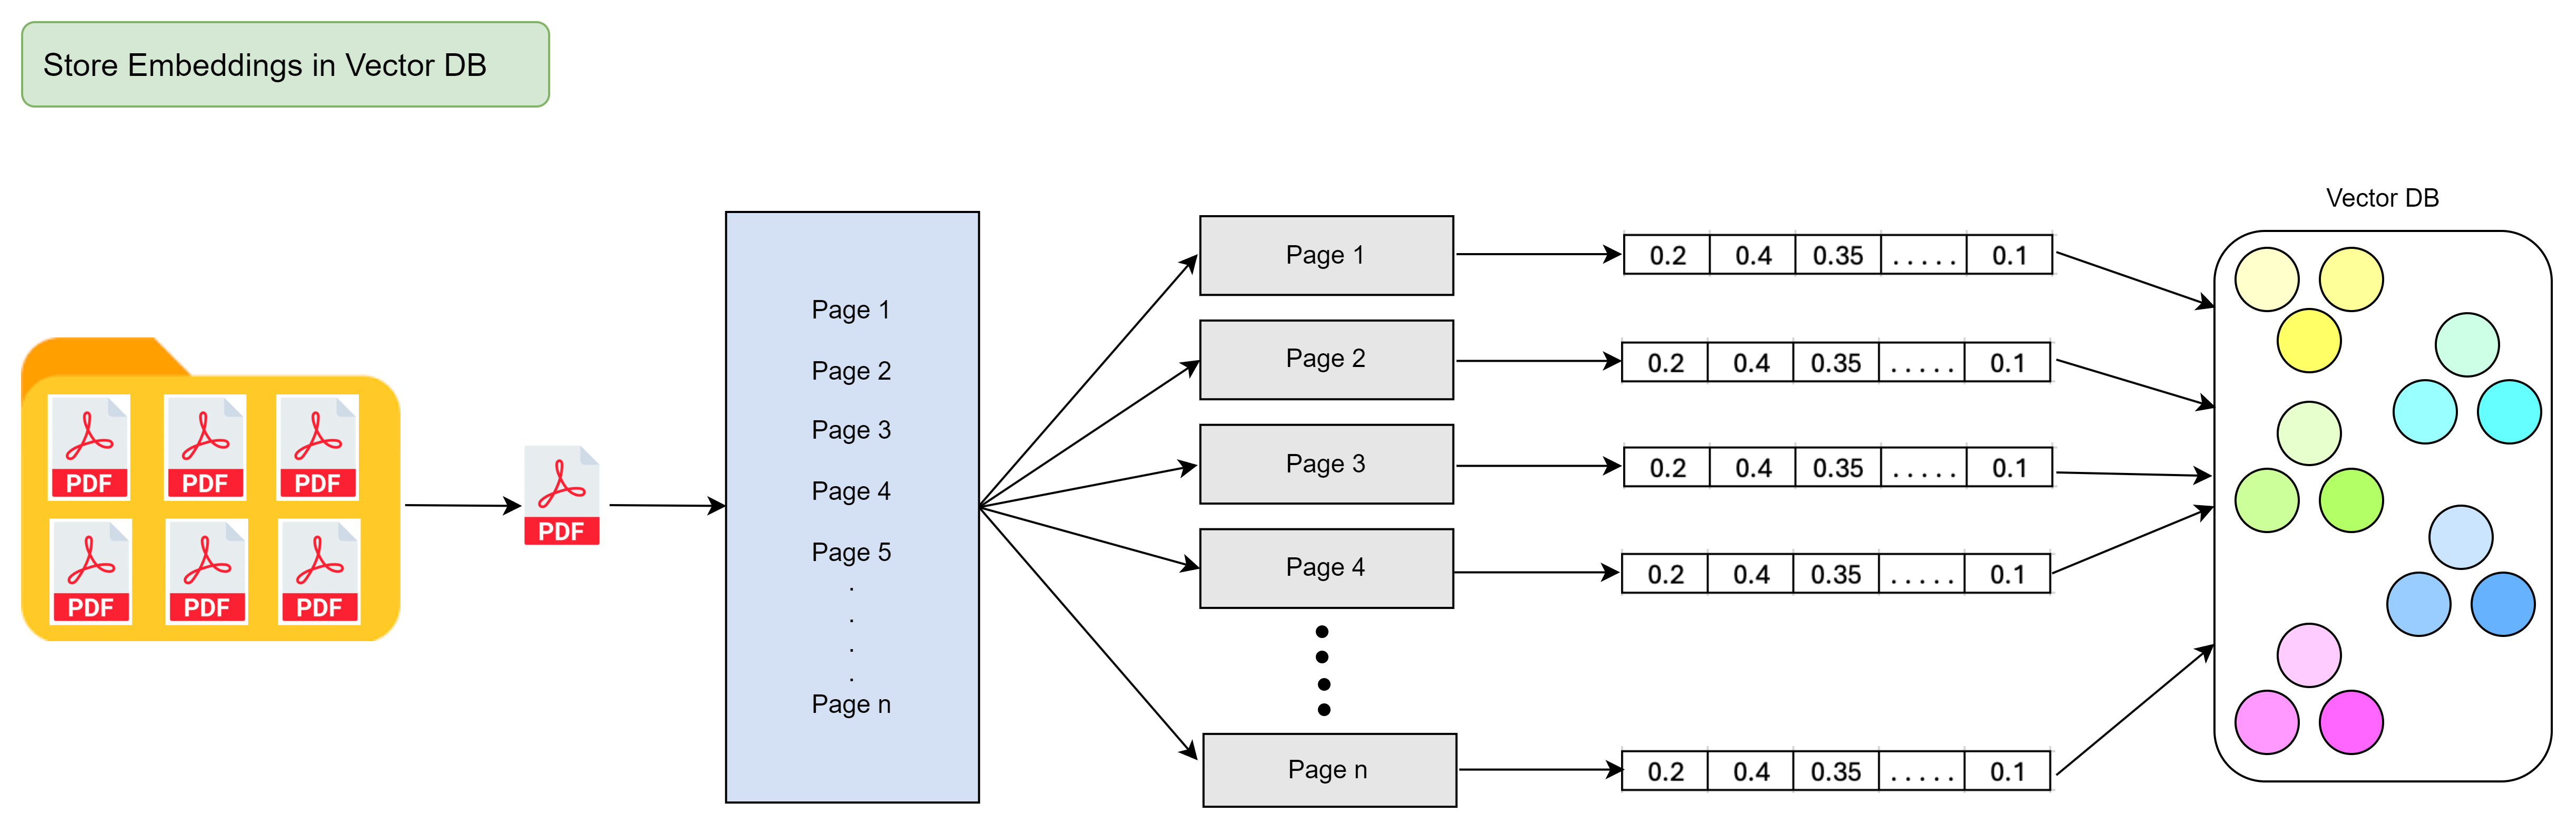 Store Embeddings in Vector DB
Vector DB
PDF PDF PDF
PDF PDF PDF
PDF
Page 1
Page 2
Page 3
Page 4
Page 5
.
.
.
.
Page n
Page 1
0.2 0.4 0.35 ..... 0.1
Page 2
0.2 0.4 0.35 ..... 0.1
Page 3
0.2 0.4 0.35 ..... 0.1
Page 4
0.2 0.4 0.35 ..... 0.1
Page n
0.2 0.4 0.35 ..... 0.1